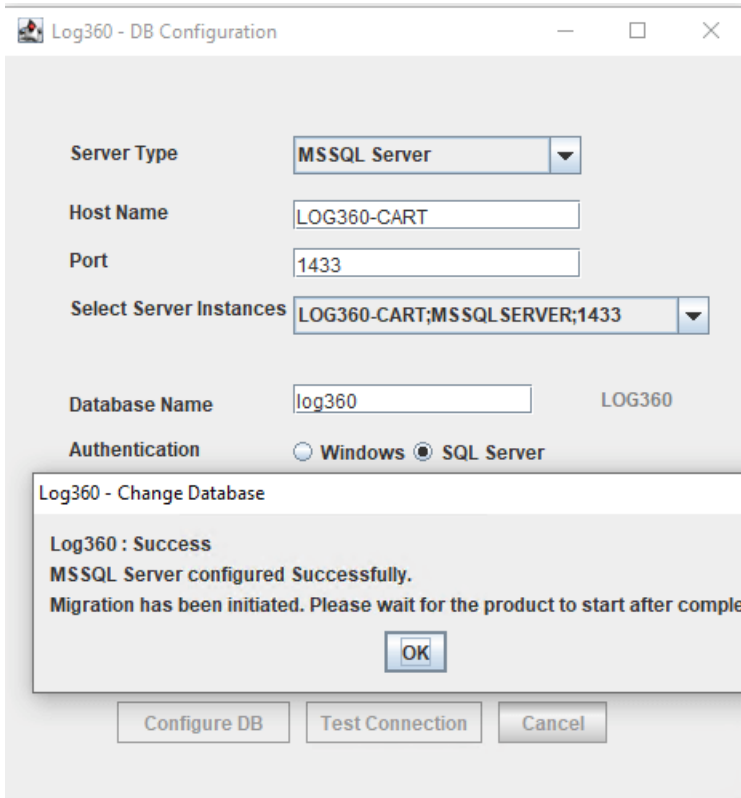 Log360 - DB Configuration
Server Type MSSQL Server
Host Name LOG360-CART
Port 1433
Select Server Instances LOG360-CART;MSSQLSERVER;1433
Database Name log360 LOG360
Authentication Windows SQL Server
Log360 - Change Database
Log360 : Success
MSSQL Server configured Successfully.
Migration has been initiated. Please wait for the product to start after comple
OK
Configure DB Test Connection Cancel